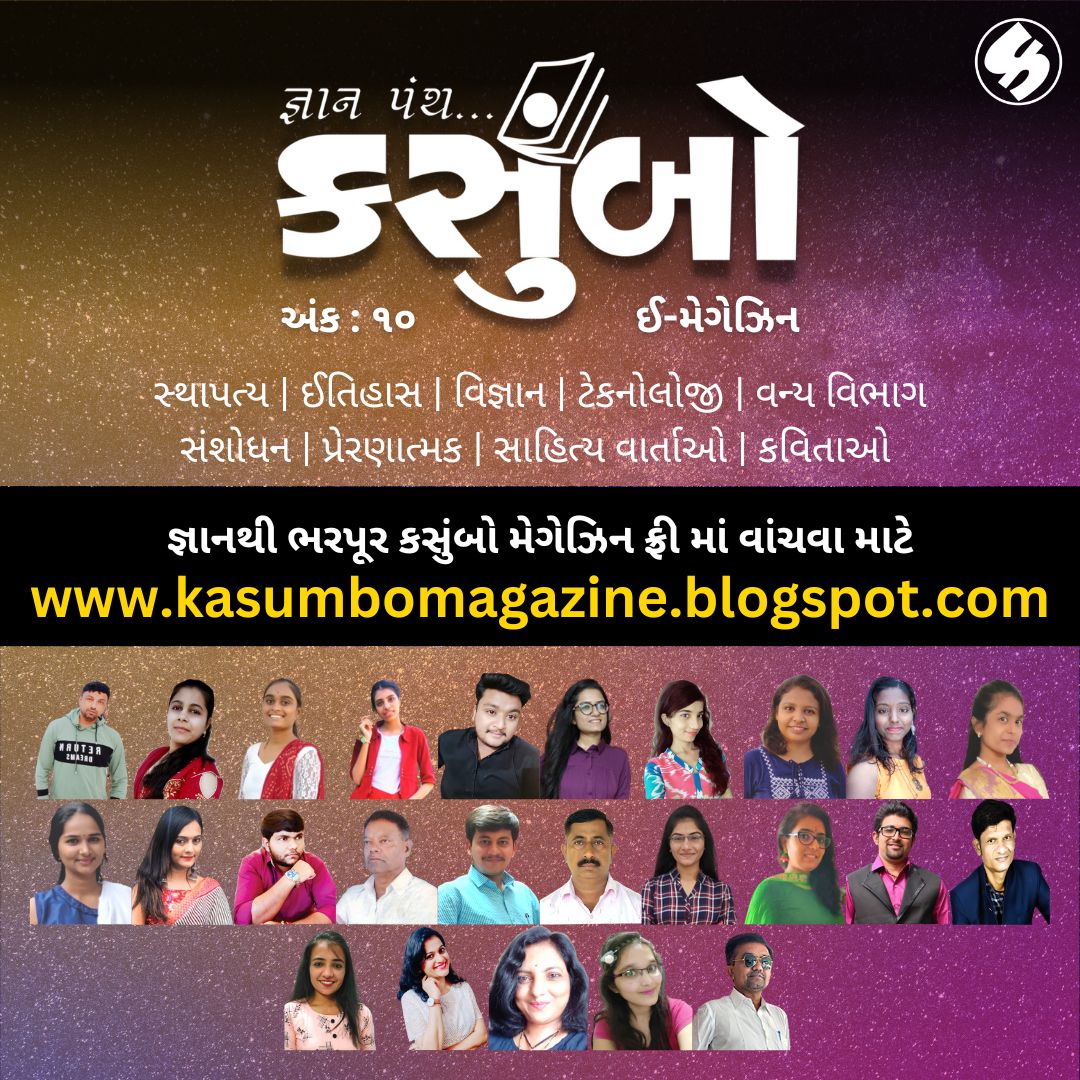 જ્ઞાન પંથ...
કસુંબો
અંક : ૧૦
ઈ-મેગેઝિન
સ્થાપત્ય | ઈતિહાસ | વિજ્ઞાન | ટેકનોલોજી | વન્ય વિભાગ
સંશોધન | પ્રેરણાત્મક | સાહિત્ય વાર્તાઓ | કવિતાઓ
જ્ઞાનથી ભરપૂર કસુંબો મેગેઝિન ફ્રી માં વાંચવા માટે
www.kasumbomagazine.blogspot.com
RETURN
DREAMS